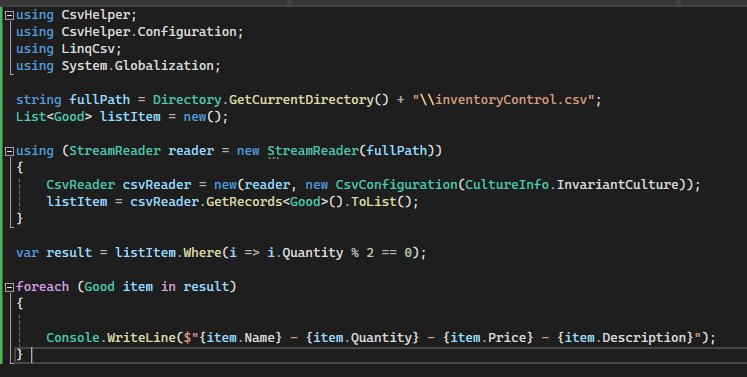 using CsvHelper;
using CsvHelper.Configuration;
using LinqCsv;
using System.Globalization;
string fullPath = Directory.GetCurrentDirectory() + "\\inventoryControl.csv";
List<Good> listItem = new();
using (StreamReader reader = new StreamReader(fullPath))
{
    CsvReader csvReader = new(reader, new CsvConfiguration(CultureInfo.InvariantCulture));
    listItem = csvReader.GetRecords<Good>().ToList();
}
var result = listItem.Where(i => i.Quantity % 2 == 0);
foreach (Good item in result)
{
    Console.WriteLine($"{item.Name} - {item.Quantity} - {item.Price} - {item.Description}");
}